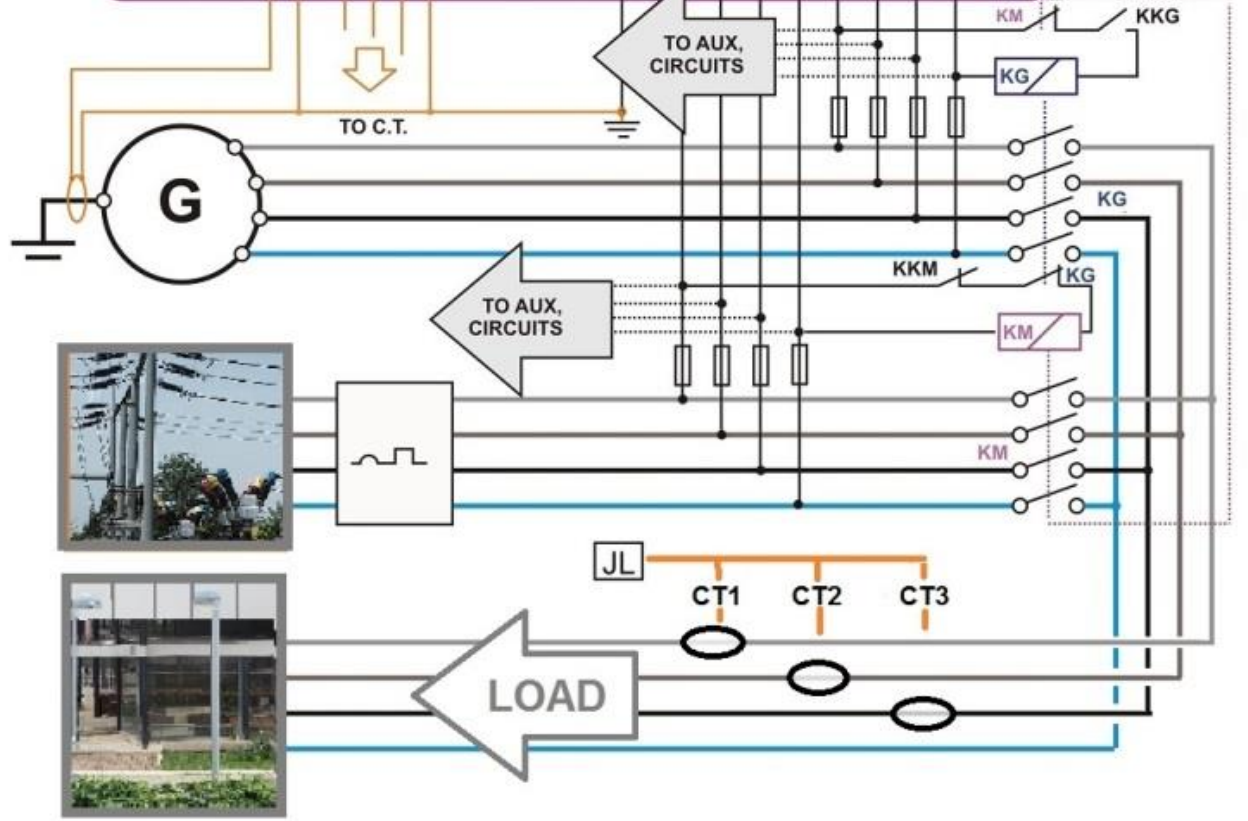 KM
KKG
TO AUX,
CIRCUITS
KG
TO C.T.
G
KG
KKM
KG
TO AUX,
CIRCUITS
KM
KM
JL
CT1
CT2
CT3
LOAD